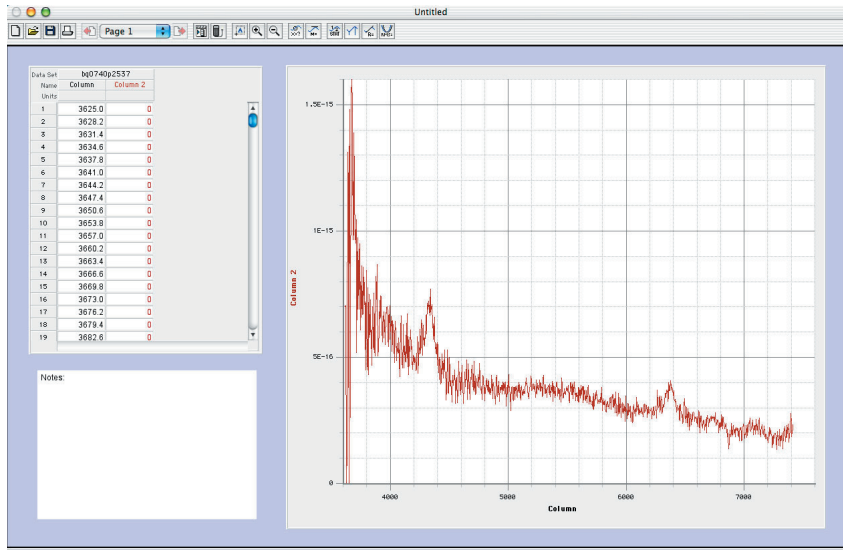 Untitled
Page 1
Data Set bq0740p2537
Name Column Column 2
Units
1 3625.0 0
2 3628.2 0
3 3631.4 0
4 3634.6 0
5 3637.8 0
6 3641.0 0
7 3644.2 0
8 3647.4 0
9 3650.6 0
10 3653.8 0
11 3657.0 0
12 3660.2 0
13 3663.4 0
14 3666.6 0
15 3669.8 0
16 3673.0 0
17 3676.2 0
18 3679.4 0
19 3682.6 0
Notes:
Column 2
1.5E-15
1E-15
5E-16
0
4000 5000 6000 7000
Column